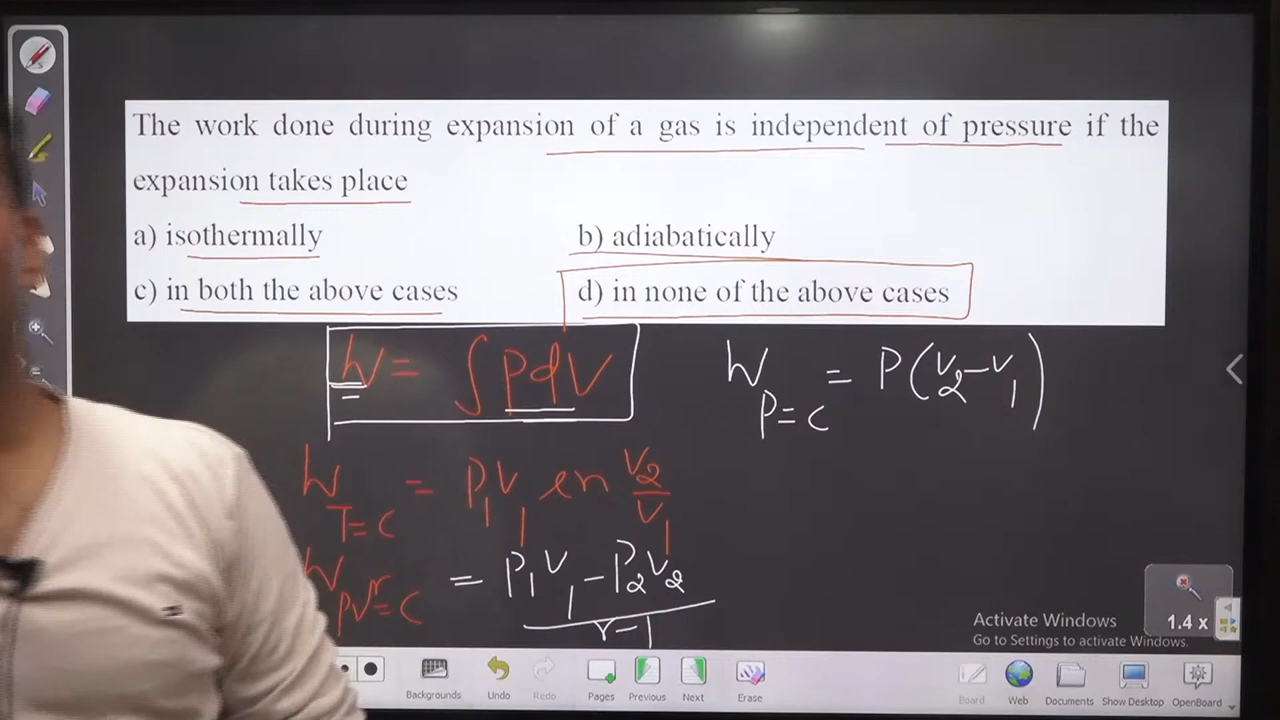 The work done during expansion of a gas is independent of pressure if the
expansion takes place
a) isothermally b) adiabatically
c) in both the above cases d) in none of the above cases
W = ∫ PdV
W P=C = P(V2-V1)
W T=C = P1V1 ln V2/V1
W PVʳ=C = P1V1-P2V2/r-1
1.4 x
Activate Windows
Go to Settings to activate Windows.
Backgrounds Undo Redo Pages Previous Next Erase Board Web Documents Show Desktop OpenBoard